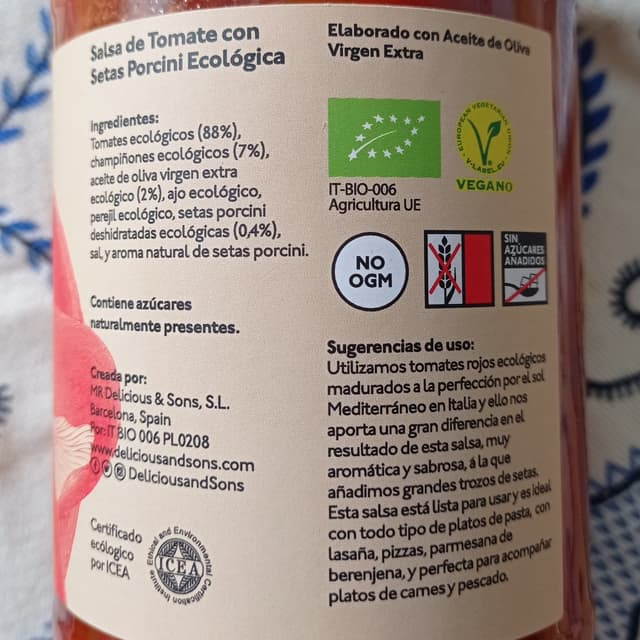 Salsa de Tomate con
Setas Porcini Ecológica
Ingredientes:
Tomates ecológicos (88%),
champiñones ecológicos (7%),
aceite de oliva virgen extra
ecológico (2%), ajo ecológico,
perejil ecológico, setas porcini
deshidratadas ecológicas (0,4%),
sal, y aroma natural de setas porcini.
Contiene azúcares
naturalmente presentes.
Creada por:
MR Delicious & Sons, S.L.
Barcelona, Spain
Por: IT BIO 006 PL0208
www.deliciousandsons.com
DeliciousandSons
Certificado
ecólogico
por ICEA
Ethical and Environmental Certification Institute
ICEA
Elaborado con Aceite de Oliva
Virgen Extra
IT-BIO-006
Agricultura UE
EUROPEAN VEGETARIAN UNION
V-LABEL.EU
VEGANO
NO
OGM
SIN
AZÚCARES
AÑADIDOS
Sugerencias de uso:
Utilizamos tomates rojos ecológicos
madurados a la perfección por el sol
Mediterráneo en Italia y ello nos
aporta una gran diferencia en el
resultado de esta salsa, muy
aromática y sabrosa, á la que
añadimos grandes trozos de setas.
Esta salsa está lista para usar y es ideal
con todo tipo de platos de pasta, con
lasaña, pizzas, parmesana de
berenjena, y perfecta para acompañar
platos de carnes y pescado.